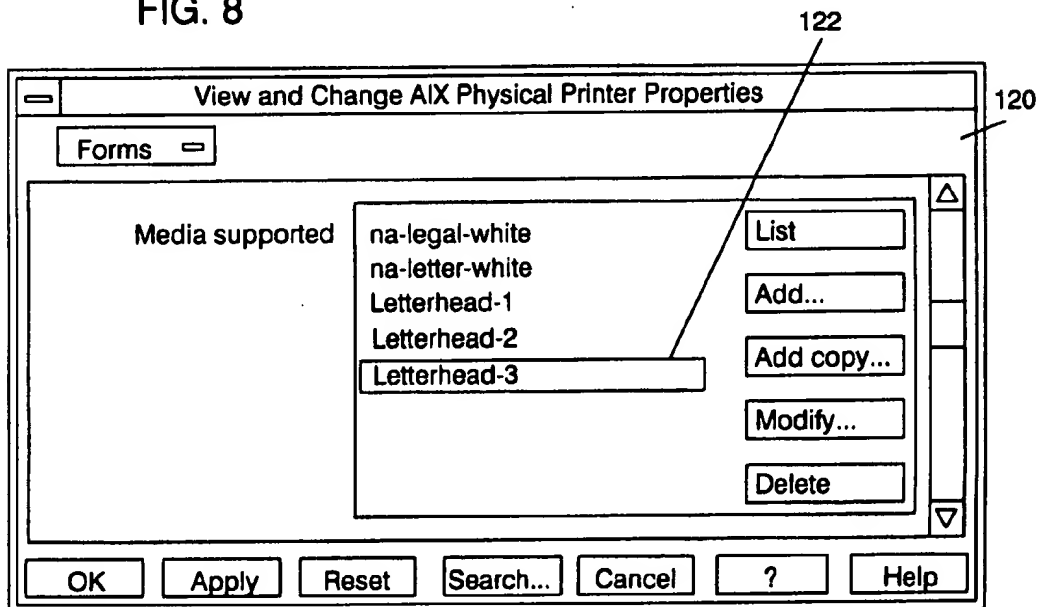 FIG. 8
122
View and Change AIX Physical Printer Properties
120
Forms
Media supported
na-legal-white
na-letter-white
Letterhead-1
Letterhead-2
Letterhead-3
List
Add...
Add copy...
Modify...
Delete
OK Apply Reset Search... Cancel ? Help